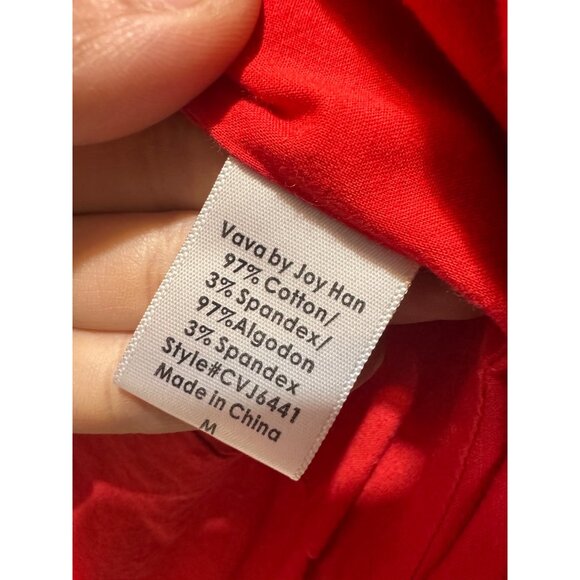 Vava by Joy Han
97% Cotton/
3% Spandex/
97%Algodon
3% Spandex
Style#CVJ6441
Made in China
M